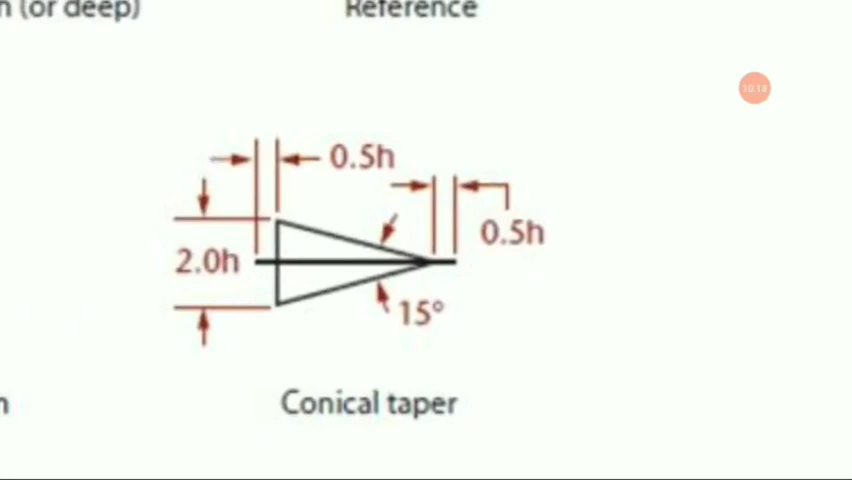 h (or deep)
Reference
0.5h
0.5h
2.0h
15°
Conical taper